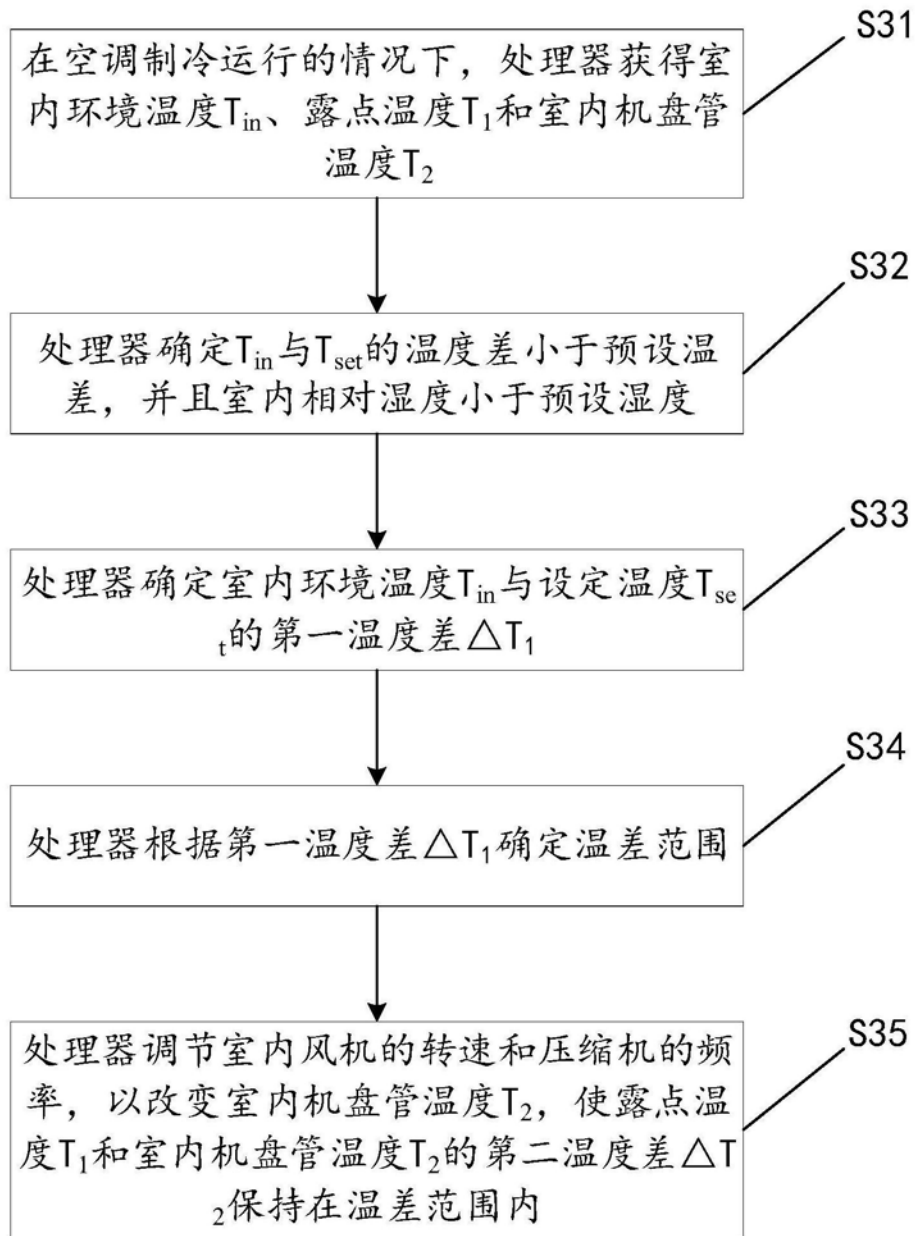 S31
在空调制冷运行的情况下，处理器获得室
内环境温度Tin、露点温度T1和室内机盘管
温度T2
S32
处理器确定Tin与Tset的温度差小于预设温
差，并且室内相对湿度小于预设湿度
S33
处理器确定室内环境温度Tin与设定温度Tse
t的第一温度差△T1
S34
处理器根据第一温度差△T1确定温差范围
S35
处理器调节室内风机的转速和压缩机的频
率，以改变室内机盘管温度T2，使露点温
度T1和室内机盘管温度T2的第二温度差△T
2保持在温差范围内